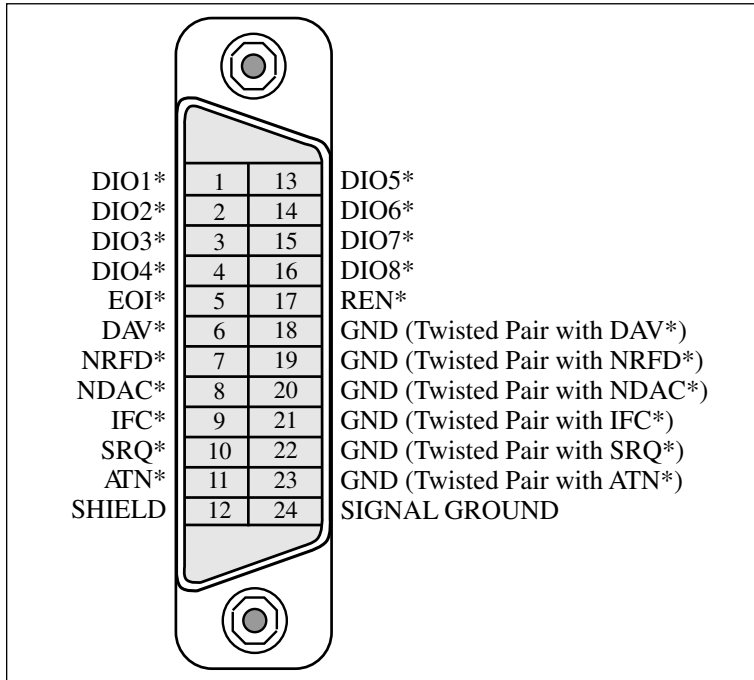 DIO1* 1 13 DIO5*
DIO2* 2 14 DIO6*
DIO3* 3 15 DIO7*
DIO4* 4 16 DIO8*
EOI* 5 17 REN*
DAV* 6 18 GND (Twisted Pair with DAV*)
NRFD* 7 19 GND (Twisted Pair with NRFD*)
NDAC* 8 20 GND (Twisted Pair with NDAC*)
IFC* 9 21 GND (Twisted Pair with IFC*)
SRQ* 10 22 GND (Twisted Pair with SRQ*)
ATN* 11 23 GND (Twisted Pair with ATN*)
SHIELD 12 24 SIGNAL GROUND